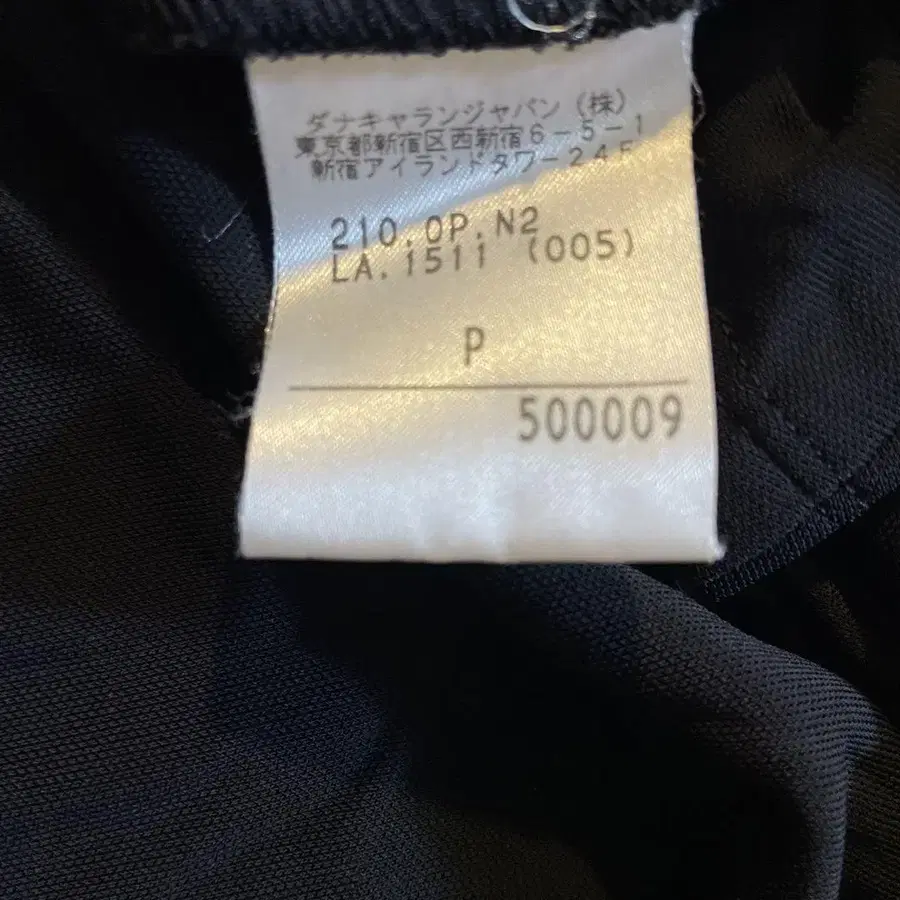 ダナキャランジャパン（株）
東京都新宿区西新宿6-5-1
新宿アイランドタワー24F
210.0P.N2
LA.1511 (005)
P
500009